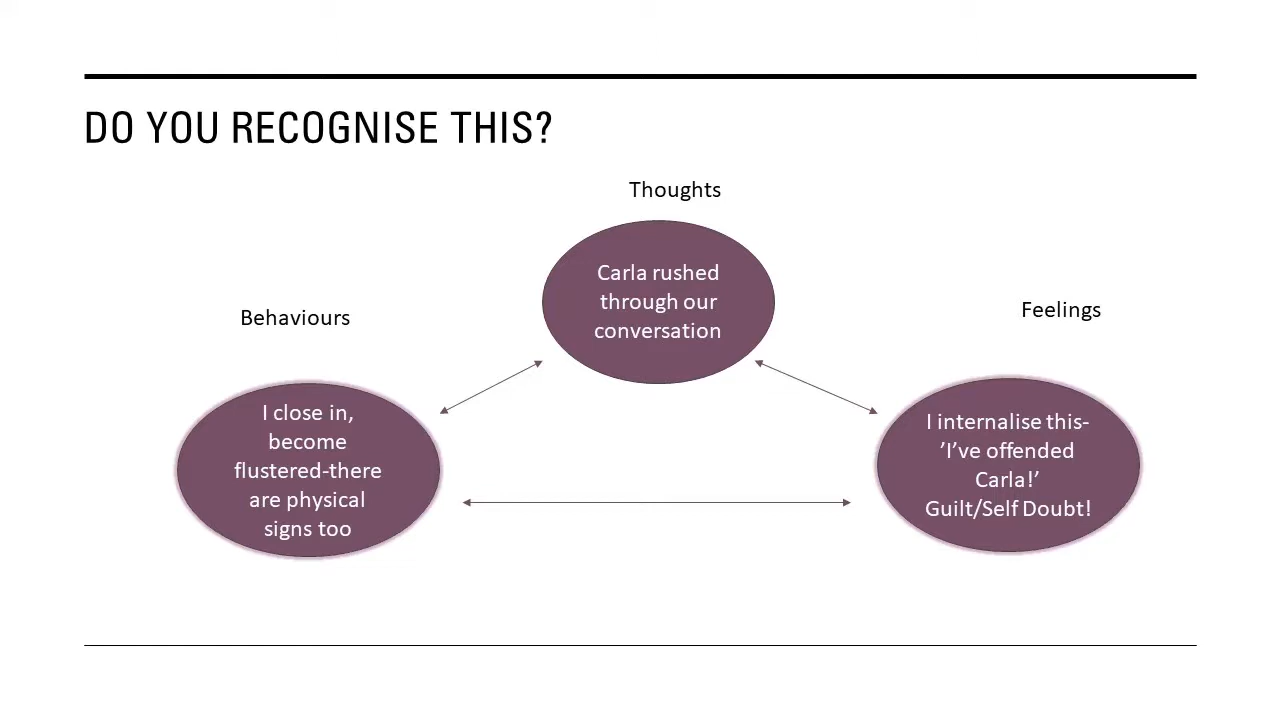 DO YOU RECOGNISE THIS?
Thoughts
Carla rushed
through our
conversation
Behaviours
I close in,
become
flustered-there
are physical
signs too
Feelings
I internalise this-
’I’ve offended
Carla!’
Guilt/Self Doubt!